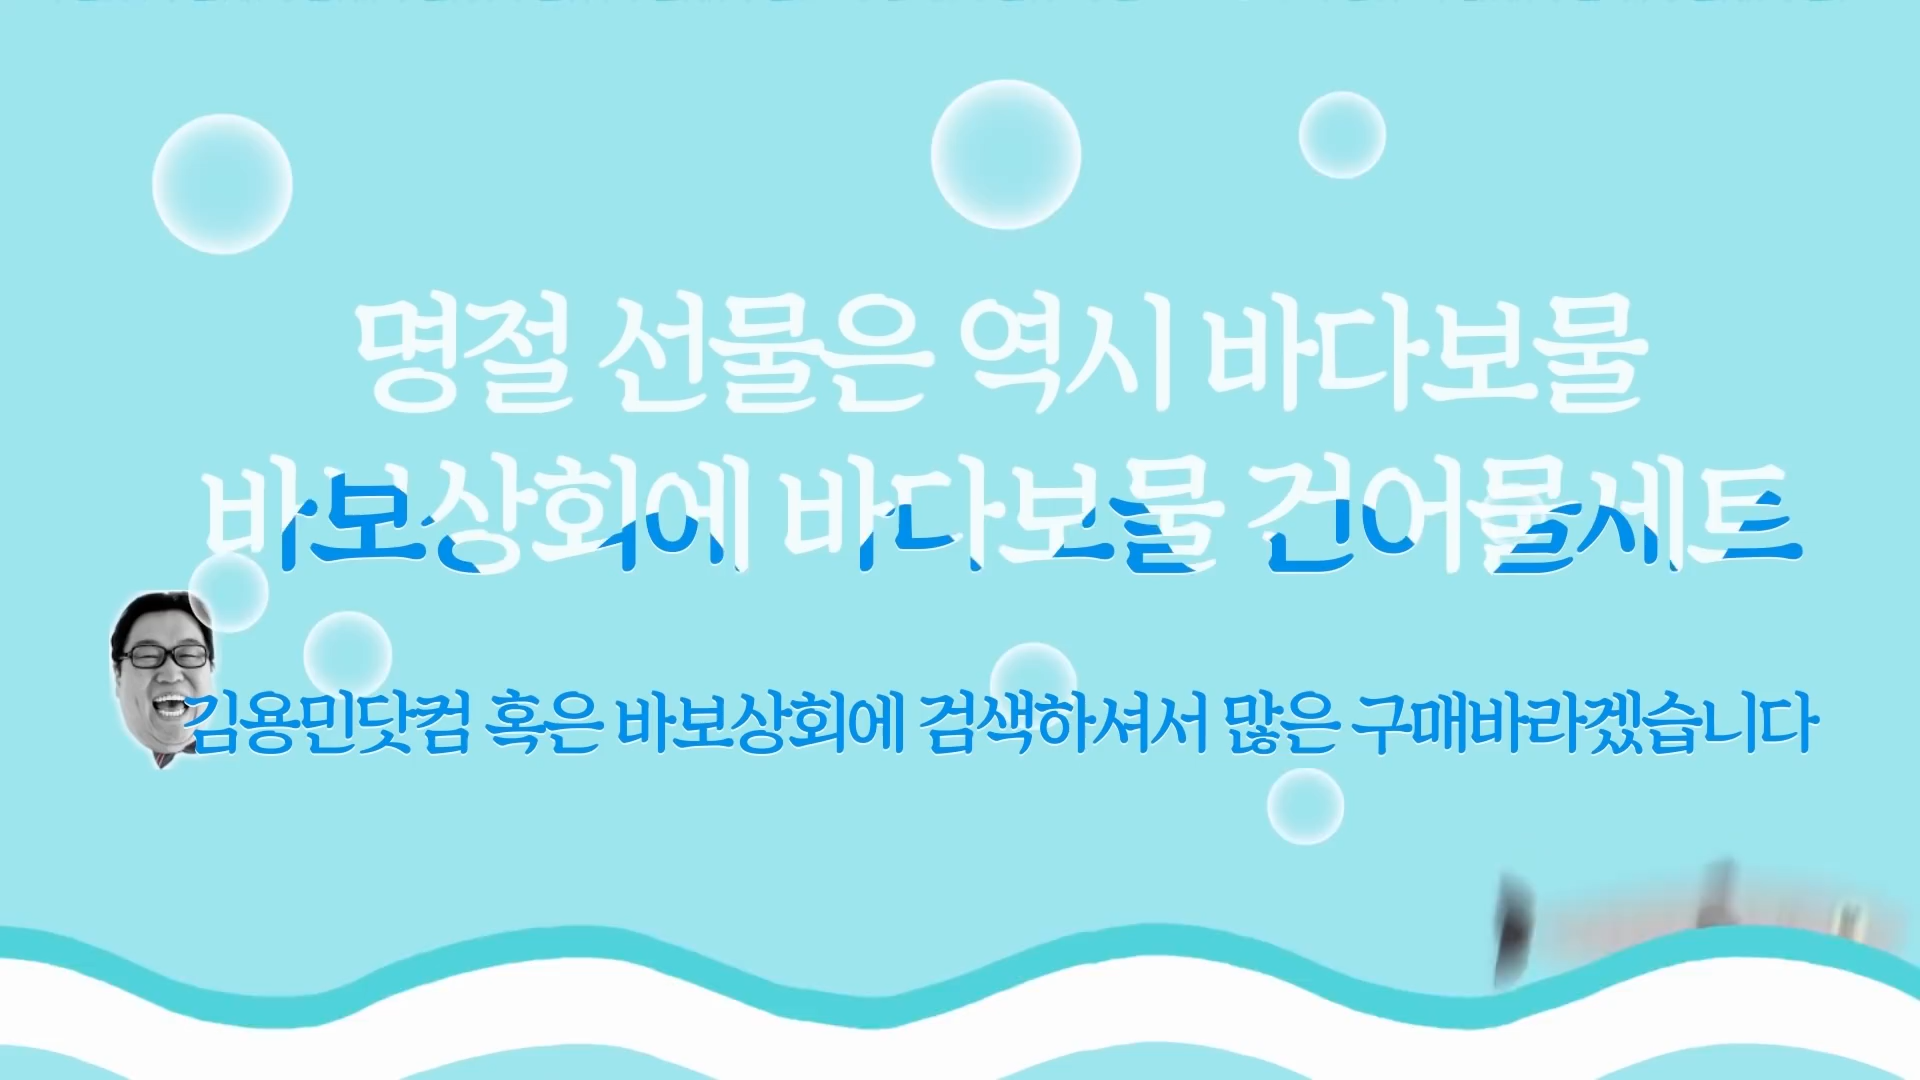 명절 선물은 역시 바다보물
바보상회에 바다보물 건어물세트
김용민닷컴 혹은 바보상회에 검색하셔서 많은 구매바라겠습니다